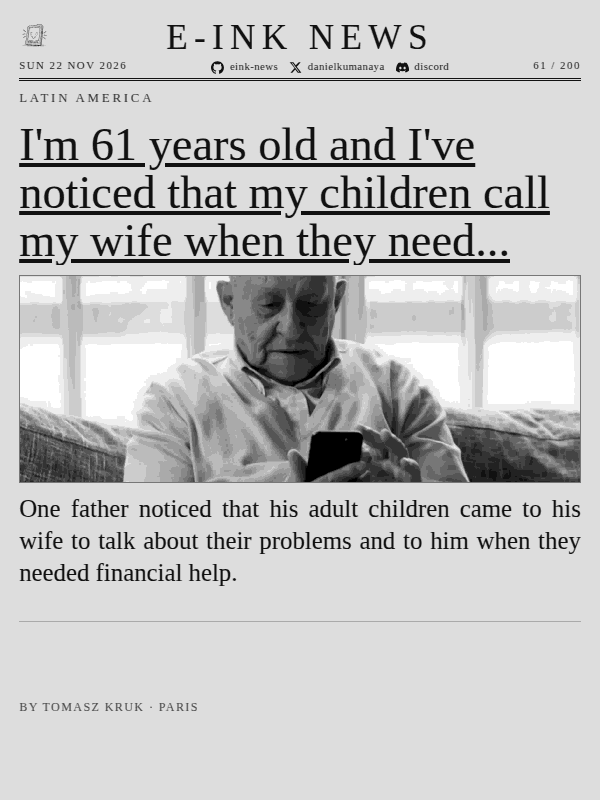 E-INK NEWS
SUN 22 NOV 2026
eink-news danielkumanaya discord
61 / 200
LATIN AMERICA
I'm 61 years old and I've
noticed that my children call
my wife when they need...
One father noticed that his adult children came to his
wife to talk about their problems and to him when they
needed financial help.
BY TOMASZ KRUK · PARIS